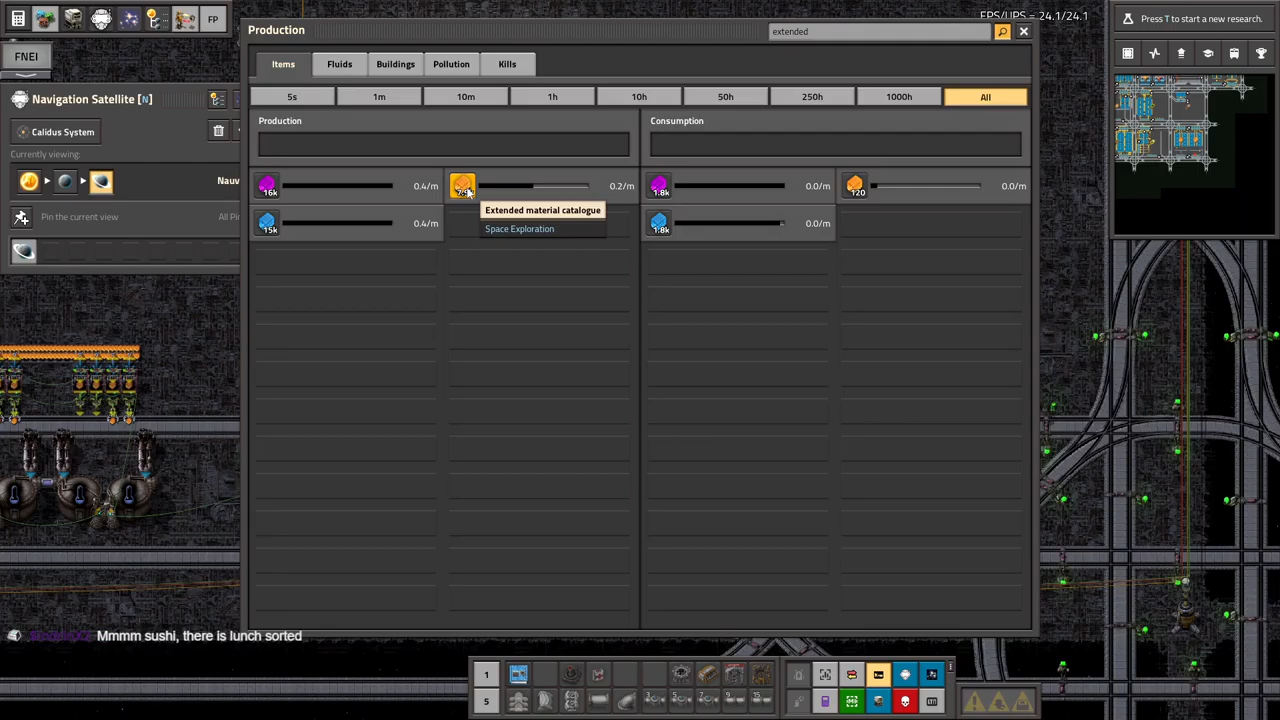 FP
FNEI
Navigation Satellite [N]
Calidus System
Currently viewing:
Nauv
Pin the current view
All Pin
Production
extended
Items
Fluids
Buildings
Pollution
Kills
5s
1m
10m
1h
10h
50h
250h
1000h
All
Production
Consumption
16k
0.4/m
0.2/m
1.8k
0.0/m
120
0.0/m
Extended material catalogue
Space Exploration
15k
0.4/m
1.8k
0.0/m
FPS/UPS = 24.1/24.1
Press T to start a new research.
Mmmm sushi, there is lunch sorted
1
5